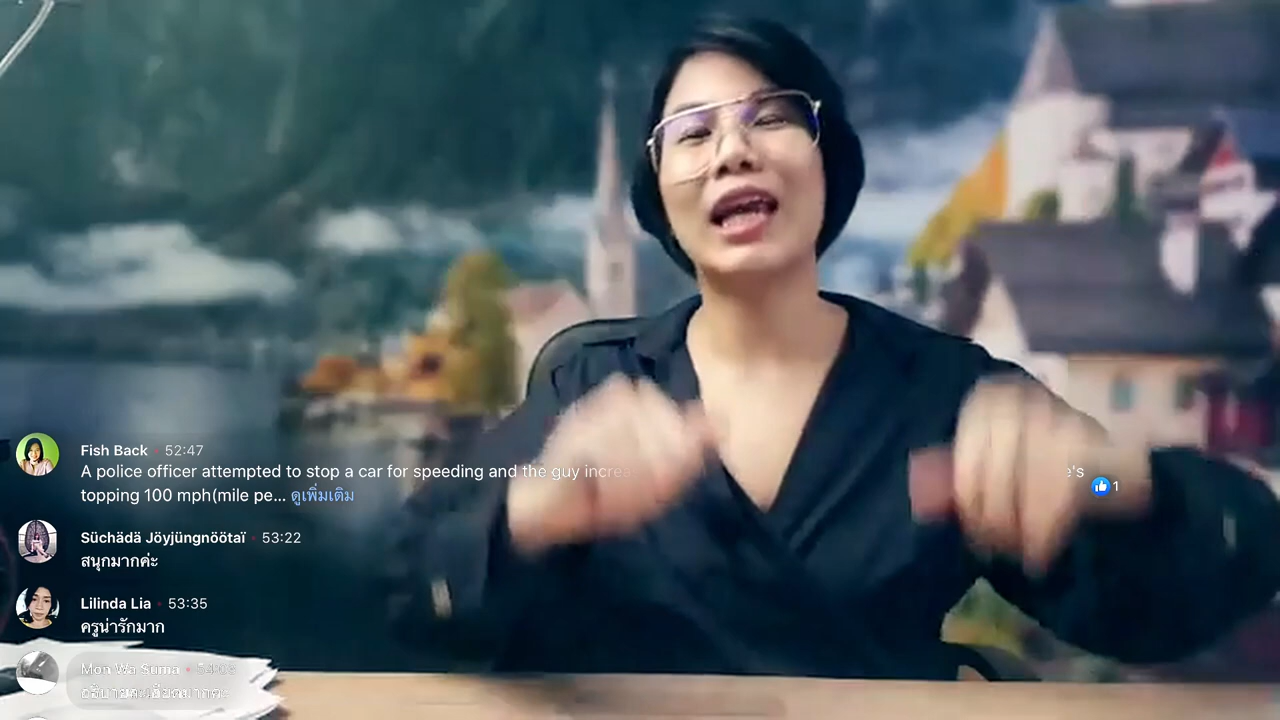 Fish Back • 52:47
A police officer attempted to stop a car for speeding and the guy increa
e's
topping 100 mph(mile pe... ดูเพิ่มเติม
1
Süchädä Jöyjüngnöötaï • 53:22
สนุกมากค่ะ
Lilinda Lia • 53:35
ครูน่ารักมาก
Mon Wa Suma